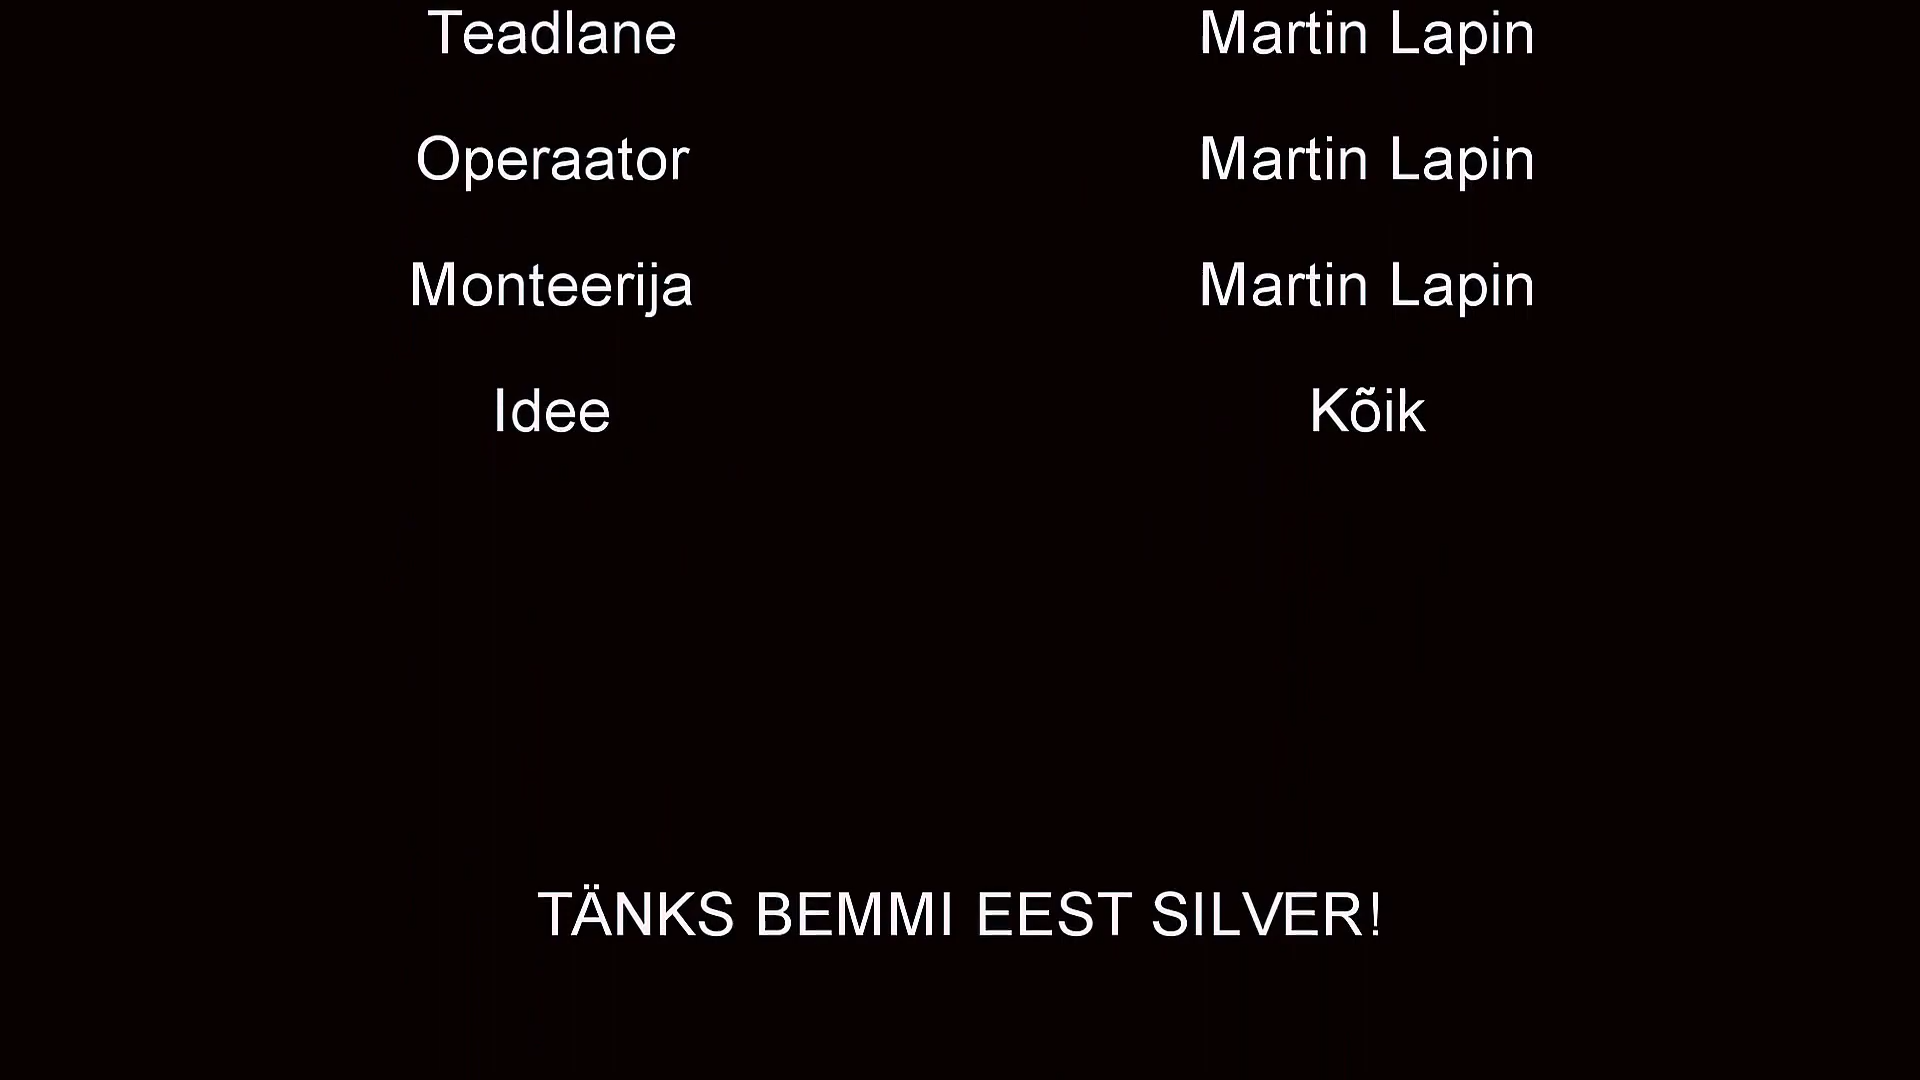 Teadlane Martin Lapin
Operaator Martin Lapin
Monteerija Martin Lapin
Idee Kõik
TÄNKS BEMMI EEST SILVER!